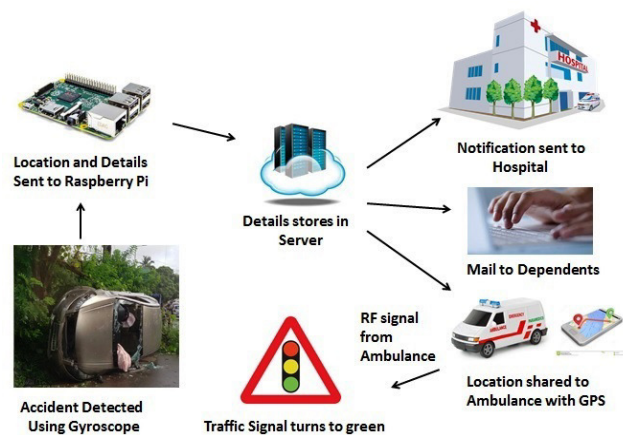 HOSPITAL
Location and Details
Sent to Raspberry Pi
Notification sent to
Hospital
Details stores in
Server
Mail to Dependents
RF signal
from
Ambulance
AMBULANCE
Accident Detected
Using Gyroscope
Traffic Signal turns to green
Location shared to
Ambulance with GPS